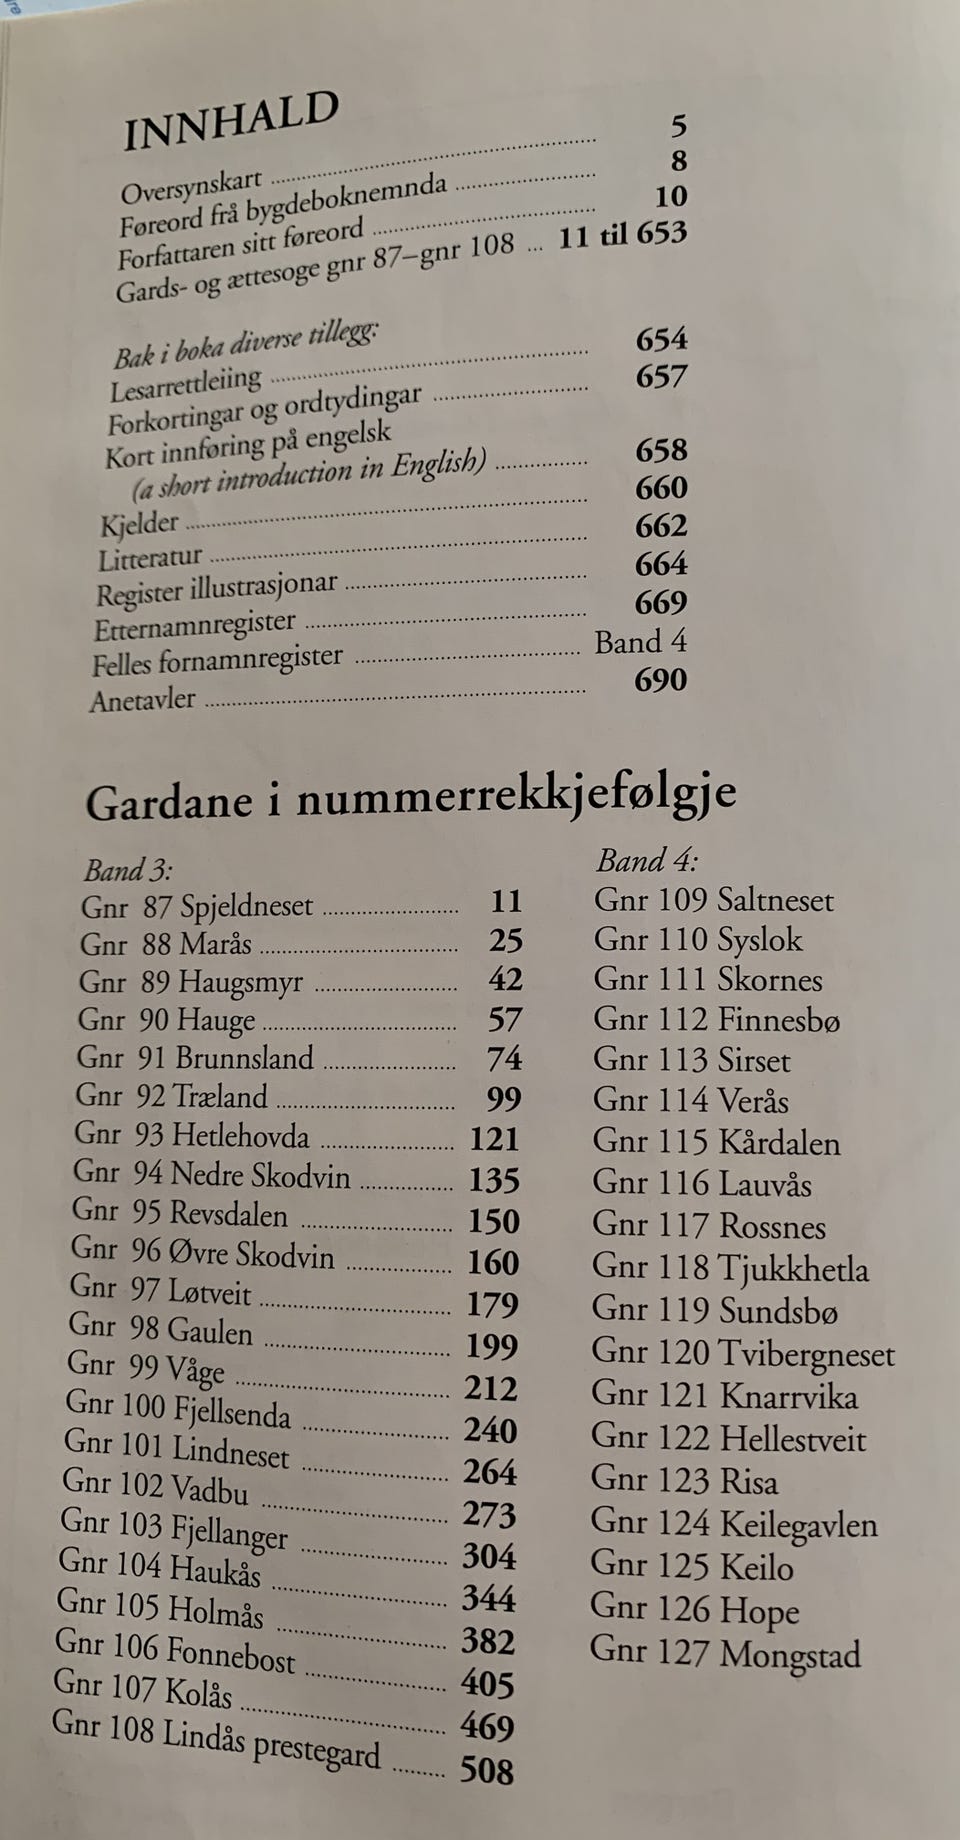 INNHALD
Oversynskart ........ 5
Føreord frå bygdeboknemnda ........ 8
Forfattaren sitt føreord ........ 10
Gards- og ættesoge gnr 87–gnr 108 ... 11 til 653
Bak i boka diverse tillegg:
Lesarrettleiing ........ 654
Forkortingar og ordtydingar ........ 657
Kort innføring på engelsk
(a short introduction in English) ........ 658
Kjelder ........ 660
Litteratur ........ 662
Register illustrasjonar ........ 664
Etternamnregister ........ 669
Felles fornamnregister ........ Band 4
Anetavler ........ 690
Gardane i nummerrekkjefølgje
Band 3:
Gnr 87 Spjeldneset ........ 11
Gnr 88 Marås ........ 25
Gnr 89 Haugsmyr ........ 42
Gnr 90 Hauge ........ 57
Gnr 91 Brunnsland ........ 74
Gnr 92 Træland ........ 99
Gnr 93 Hetlehovda ........ 121
Gnr 94 Nedre Skodvin ........ 135
Gnr 95 Revsdalen ........ 150
Gnr 96 Øvre Skodvin ........ 160
Gnr 97 Løtveit ........ 179
Gnr 98 Gaulen ........ 199
Gnr 99 Våge ........ 212
Gnr 100 Fjellsenda ........ 240
Gnr 101 Lindneset ........ 264
Gnr 102 Vadbu ........ 273
Gnr 103 Fjellanger ........ 304
Gnr 104 Haukås ........ 344
Gnr 105 Holmås ........ 382
Gnr 106 Fonnebost ........ 405
Gnr 107 Kolås ........ 469
Gnr 108 Lindås prestegard ........ 508
Band 4:
Gnr 109 Saltneset
Gnr 110 Syslok
Gnr 111 Skornes
Gnr 112 Finnesbø
Gnr 113 Sirset
Gnr 114 Verås
Gnr 115 Kårdalen
Gnr 116 Lauvås
Gnr 117 Rossnes
Gnr 118 Tjukkhetla
Gnr 119 Sundsbø
Gnr 120 Tvibergneset
Gnr 121 Knarrvika
Gnr 122 Hellestveit
Gnr 123 Risa
Gnr 124 Keilegavlen
Gnr 125 Keilo
Gnr 126 Hope
Gnr 127 Mongstad